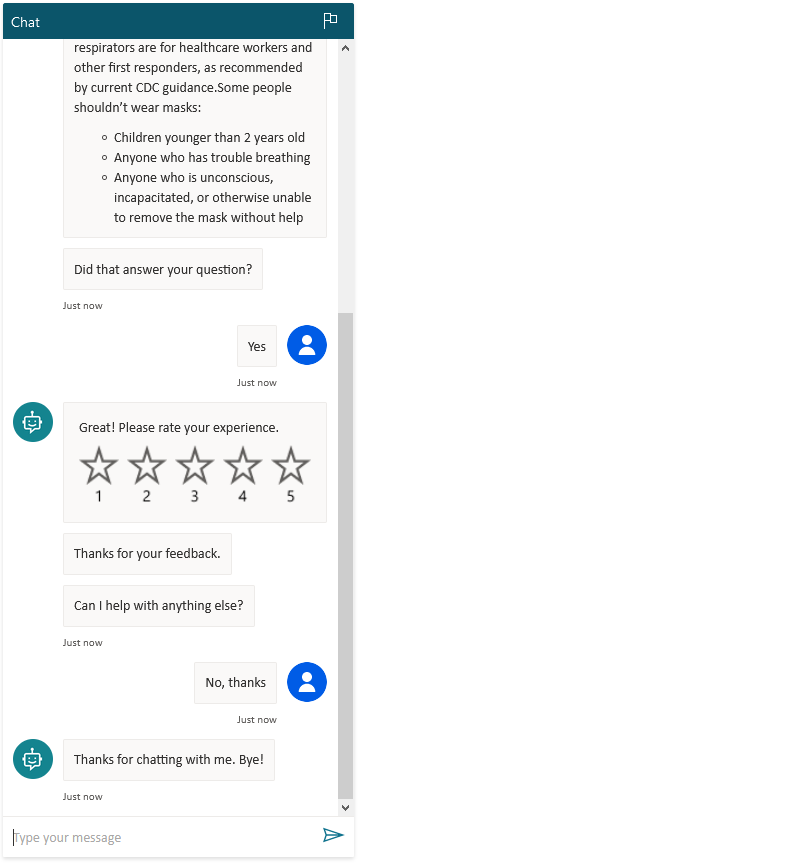 Chat
respirators are for healthcare workers and
other first responders, as recommended
by current CDC guidance.Some people
shouldn’t wear masks:
Children younger than 2 years old
Anyone who has trouble breathing
Anyone who is unconscious,
incapacitated, or otherwise unable
to remove the mask without help
Did that answer your question?
Just now
Yes
Just now
Great! Please rate your experience.
1 2 3 4 5
Thanks for your feedback.
Can I help with anything else?
Just now
No, thanks
Just now
Thanks for chatting with me. Bye!
Just now
Type your message